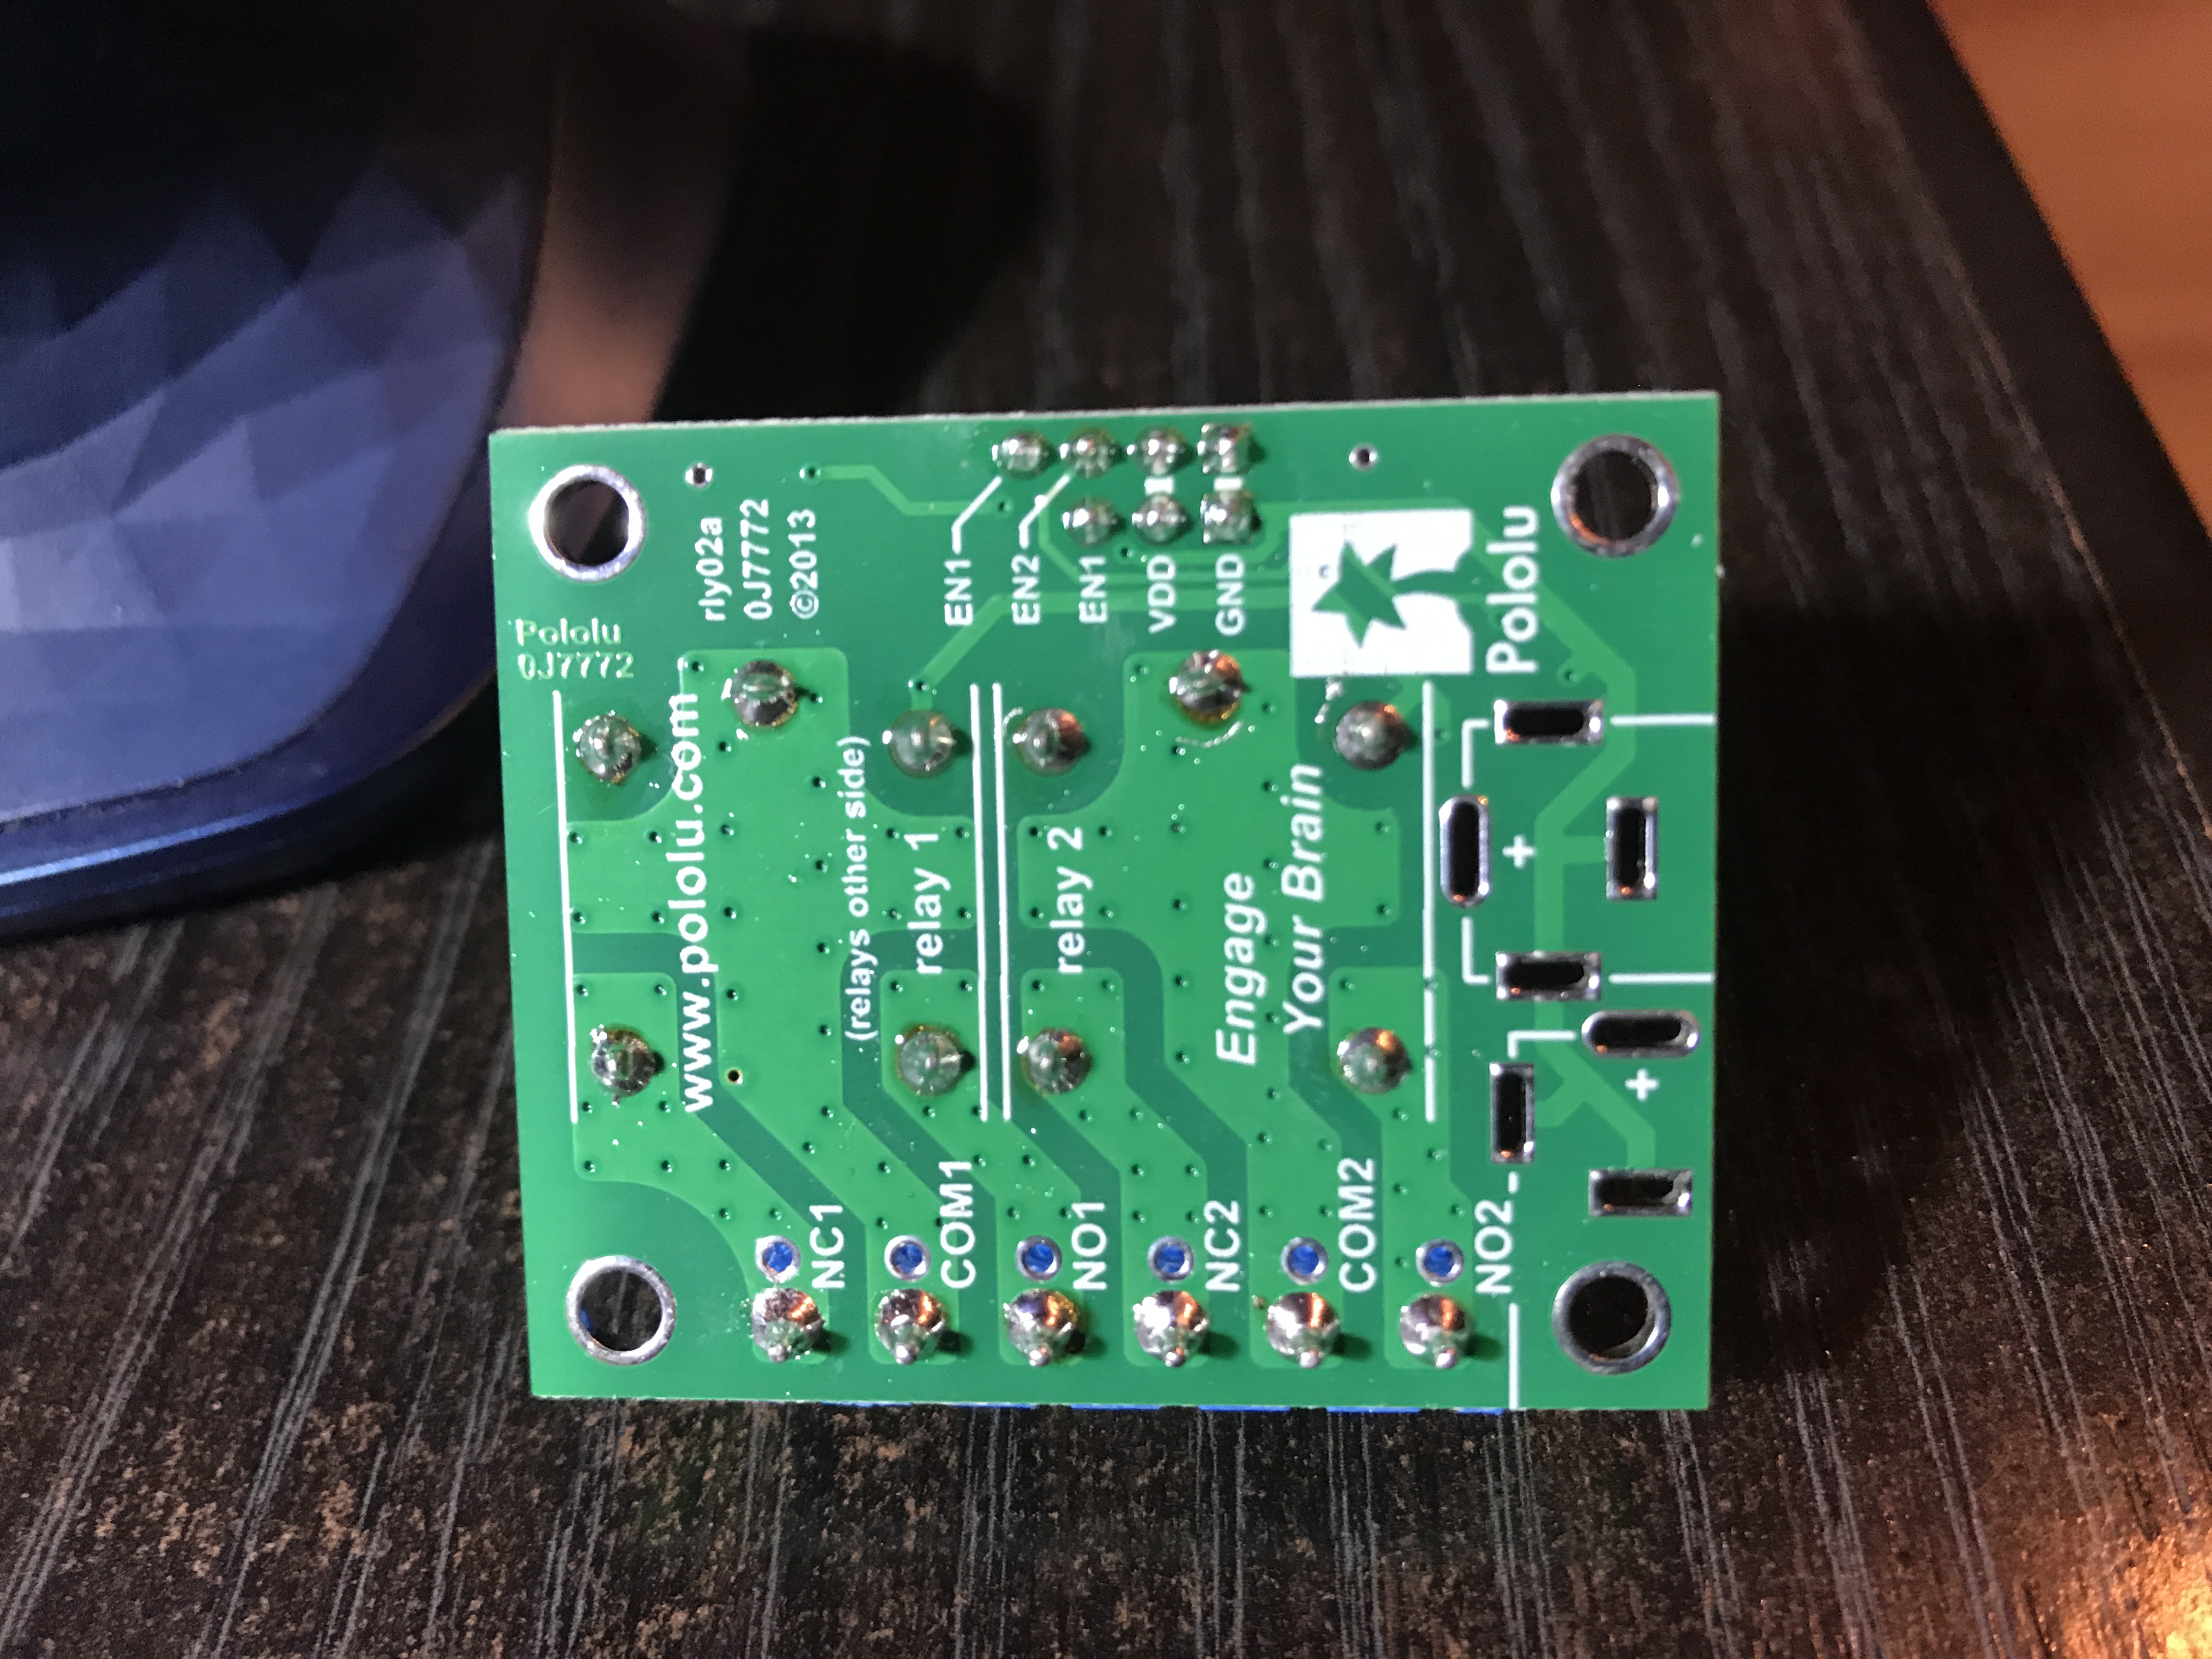 Pololu
0J7772
rly02a
0J7772
©2013
EN1
EN2
EN1
VDD
GND
Pololu
www.pololu.com
(relays other side)
relay 1
relay 2
Engage
Your Brain
+
+
NC1
COM1
NO1
NC2
COM2
NO2